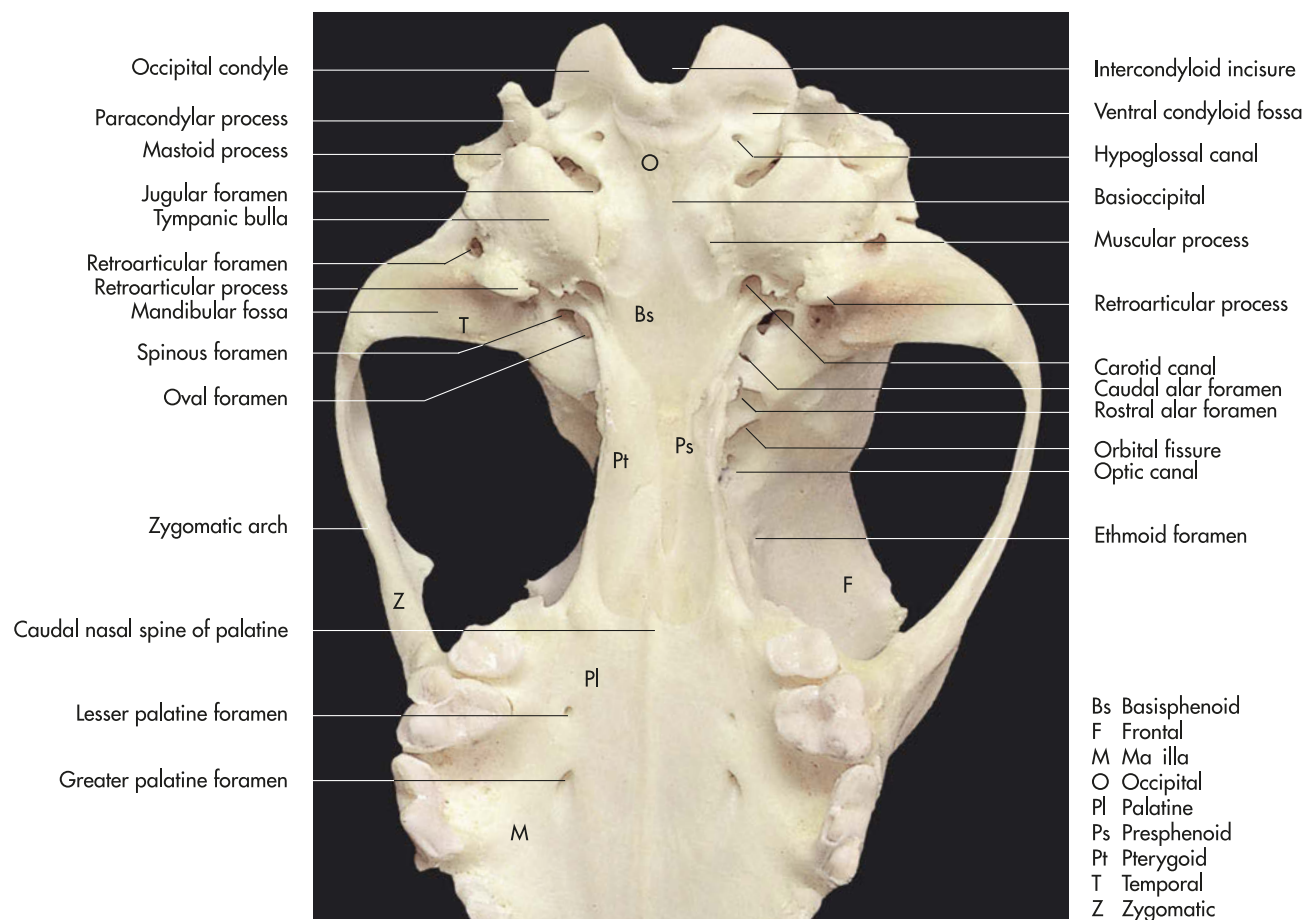 Occipital condyle
Paracondylar process
Mastoid process
Jugular foramen
Tympanic bulla
Retroarticular foramen
Retroarticular process
Mandibular fossa
Spinous foramen
Oval foramen
Zygomatic arch
Caudal nasal spine of palatine
Lesser palatine foramen
Greater palatine foramen
O
Bs
T
Pt
Ps
Z
F
Pl
M
Intercondyloid incisure
Ventral condyloid fossa
Hypoglossal canal
Basioccipital
Muscular process
Retroarticular process
Carotid canal
Caudal alar foramen
Rostral alar foramen
Orbital fissure
Optic canal
Ethmoid foramen
Bs Basisphenoid
F Frontal
M Ma illa
O Occipital
Pl Palatine
Ps Presphenoid
Pt Pterygoid
T Temporal
Z Zygomatic